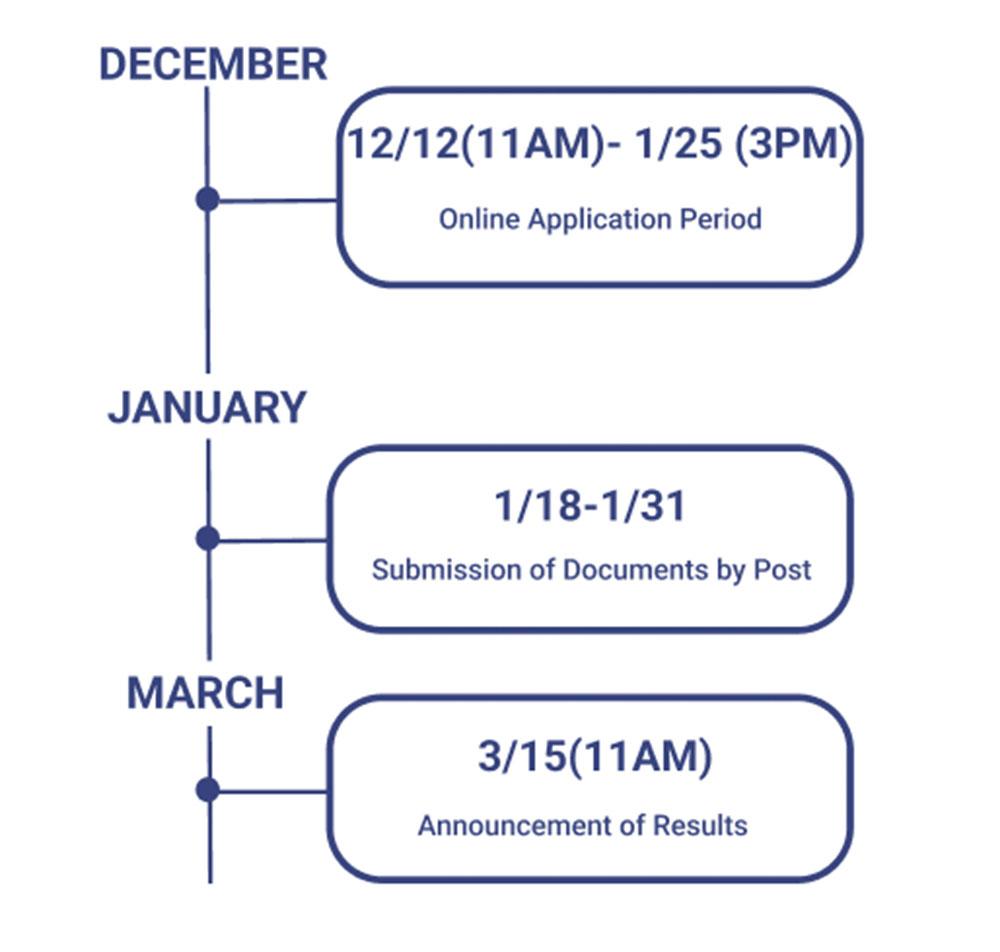 DECEMBER
12/12(11AM)- 1/25 (3PM)
Online Application Period
JANUARY
1/18-1/31
Submission of Documents by Post
MARCH
3/15(11AM)
Announcement of Results